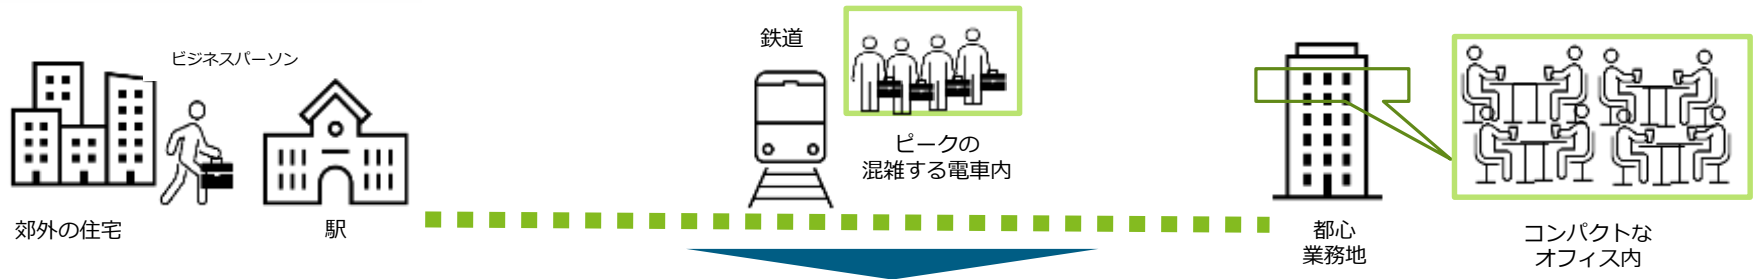 ビジネスパーソン
郊外の住宅
駅
鉄道
ピークの
混雑する電車内
都心
業務地
コンパクトな
オフィス内